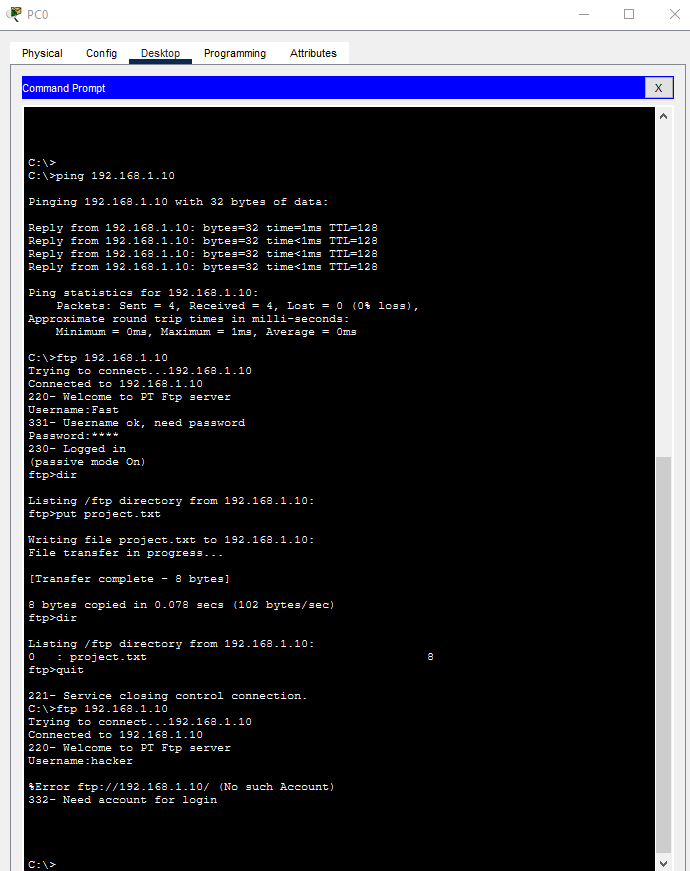 PC0
Physical Config Desktop Programming Attributes
Command Prompt X
C:\>
C:\>ping 192.168.1.10
Pinging 192.168.1.10 with 32 bytes of data:
Reply from 192.168.1.10: bytes=32 time=1ms TTL=128
Reply from 192.168.1.10: bytes=32 time<1ms TTL=128
Reply from 192.168.1.10: bytes=32 time<1ms TTL=128
Reply from 192.168.1.10: bytes=32 time<1ms TTL=128
Ping statistics for 192.168.1.10:
    Packets: Sent = 4, Received = 4, Lost = 0 (0% loss),
Approximate round trip times in milli-seconds:
    Minimum = 0ms, Maximum = 1ms, Average = 0ms
C:\>ftp 192.168.1.10
Trying to connect...192.168.1.10
Connected to 192.168.1.10
220- Welcome to PT Ftp server
Username:Fast
331- Username ok, need password
Password:****
230- Logged in
(passive mode On)
ftp>dir
Listing /ftp directory from 192.168.1.10:
ftp>put project.txt
Writing file project.txt to 192.168.1.10:
File transfer in progress...
[Transfer complete - 8 bytes]
8 bytes copied in 0.078 secs (102 bytes/sec)
ftp>dir
Listing /ftp directory from 192.168.1.10:
0   : project.txt                                        8
ftp>quit
221- Service closing control connection.
C:\>ftp 192.168.1.10
Trying to connect...192.168.1.10
Connected to 192.168.1.10
220- Welcome to PT Ftp server
Username:hacker
%Error ftp://192.168.1.10/ (No such Account)
332- Need account for login
C:\>